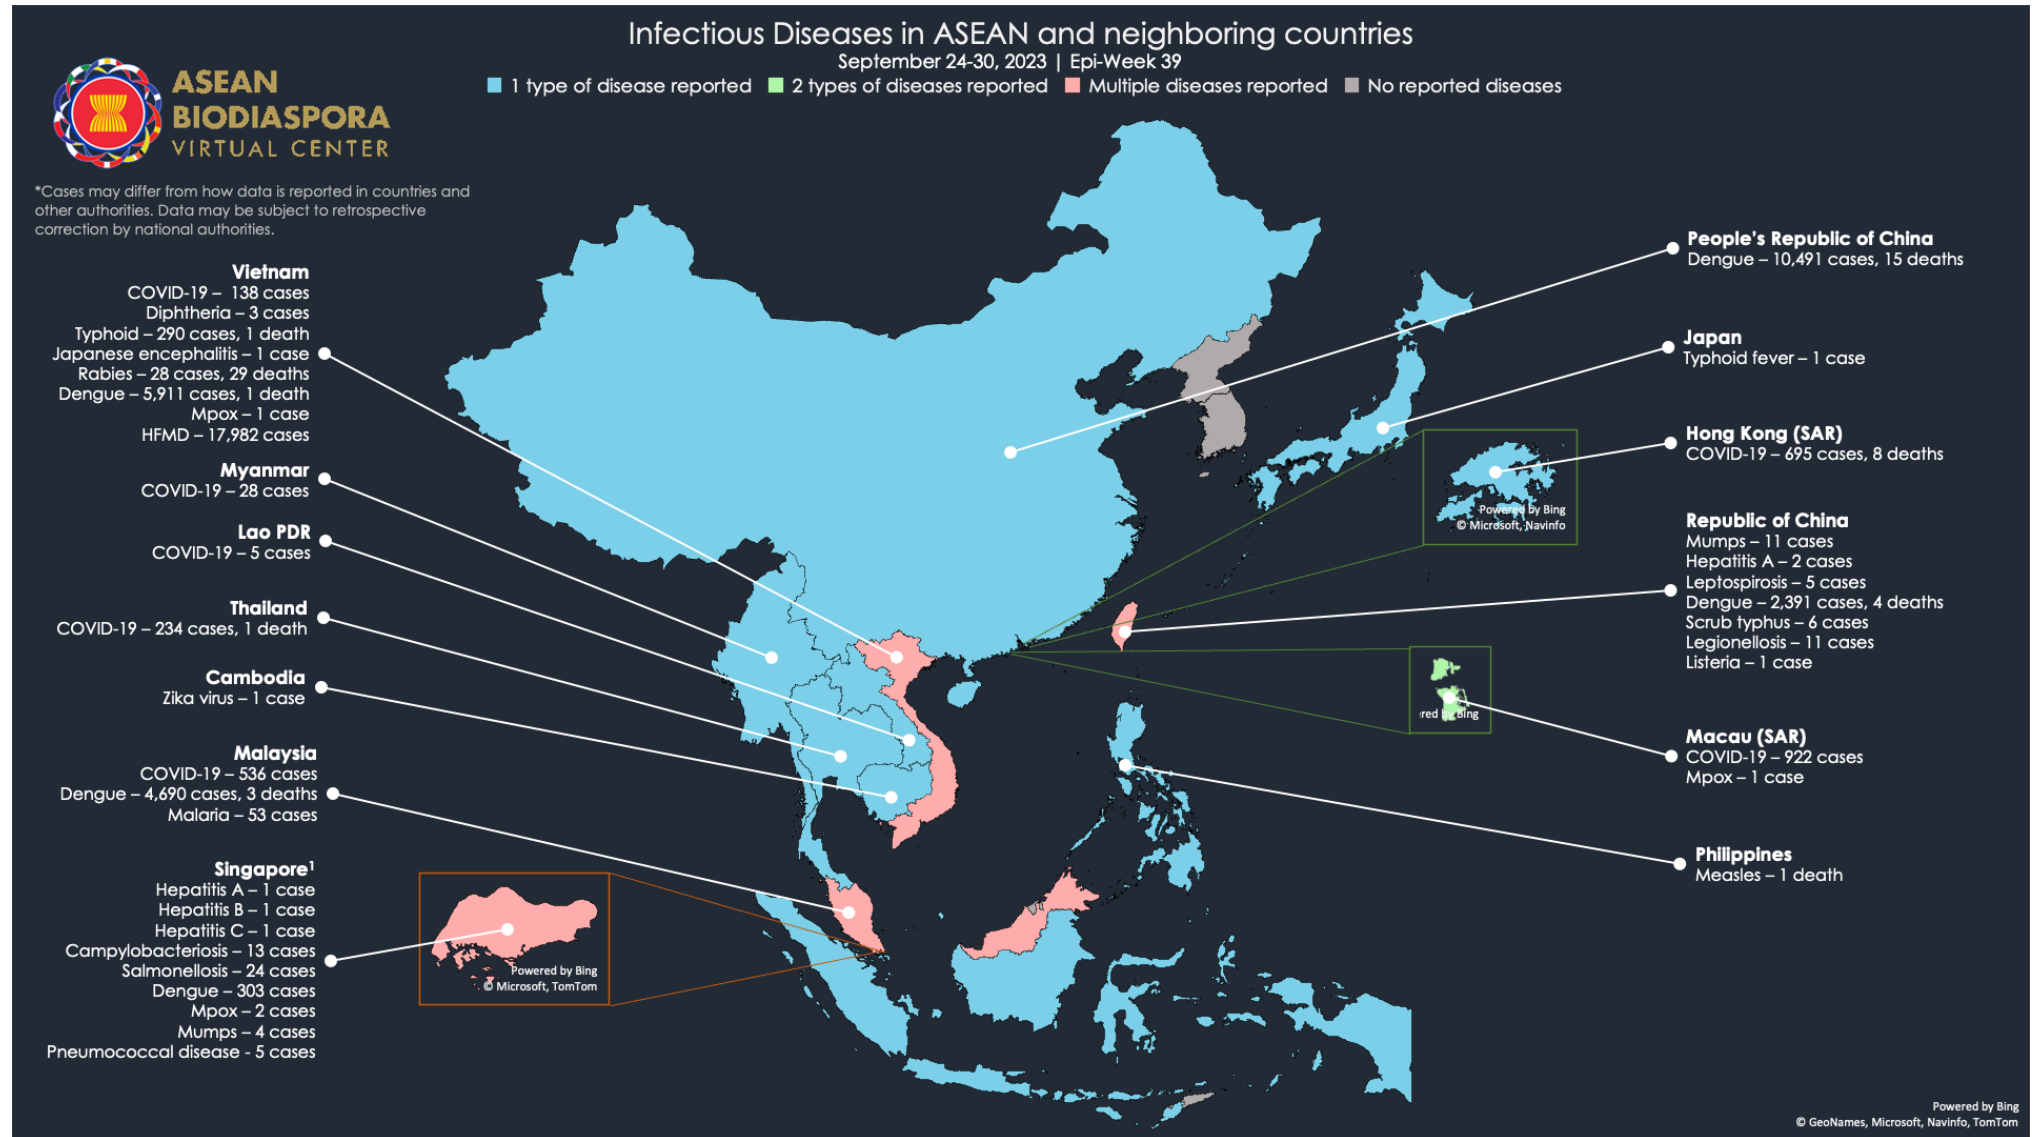 Infectious Diseases in ASEAN and neighboring countries
September 24-30, 2023 | Epi-Week 39
1 type of disease reported
2 types of diseases reported
Multiple diseases reported
No reported diseases
ASEAN
BIODIASPORA
VIRTUAL CENTER
*Cases may differ from how data is reported in countries and
other authorities. Data may be subject to retrospective
correction by national authorities.
Vietnam
COVID-19 – 138 cases
Diphtheria – 3 cases
Typhoid – 290 cases, 1 death
Japanese encephalitis – 1 case
Rabies – 28 cases, 29 deaths
Dengue – 5,911 cases, 1 death
Mpox – 1 case
HFMD – 17,982 cases
Myanmar
COVID-19 – 28 cases
Lao PDR
COVID-19 – 5 cases
Thailand
COVID-19 – 234 cases, 1 death
Cambodia
Zika virus – 1 case
Malaysia
COVID-19 – 536 cases
Dengue – 4,690 cases, 3 deaths
Malaria – 53 cases
Singapore¹
Hepatitis A – 1 case
Hepatitis B – 1 case
Hepatitis C – 1 case
Campylobacteriosis – 13 cases
Salmonellosis – 24 cases
Dengue – 303 cases
Mpox – 2 cases
Mumps – 4 cases
Pneumococcal disease - 5 cases
Powered by Bing
© Microsoft, TomTom
People's Republic of China
Dengue – 10,491 cases, 15 deaths
Japan
Typhoid fever – 1 case
Hong Kong (SAR)
COVID-19 – 695 cases, 8 deaths
Powered by Bing
© Microsoft, Navinfo
Republic of China
Mumps – 11 cases
Hepatitis A – 2 cases
Leptospirosis – 5 cases
Dengue – 2,391 cases, 4 deaths
Scrub typhus – 6 cases
Legionellosis – 11 cases
Listeria – 1 case
red by Bing
Macau (SAR)
COVID-19 – 922 cases
Mpox – 1 case
Philippines
Measles – 1 death
Powered by Bing
© GeoNames, Microsoft, Navinfo, TomTom